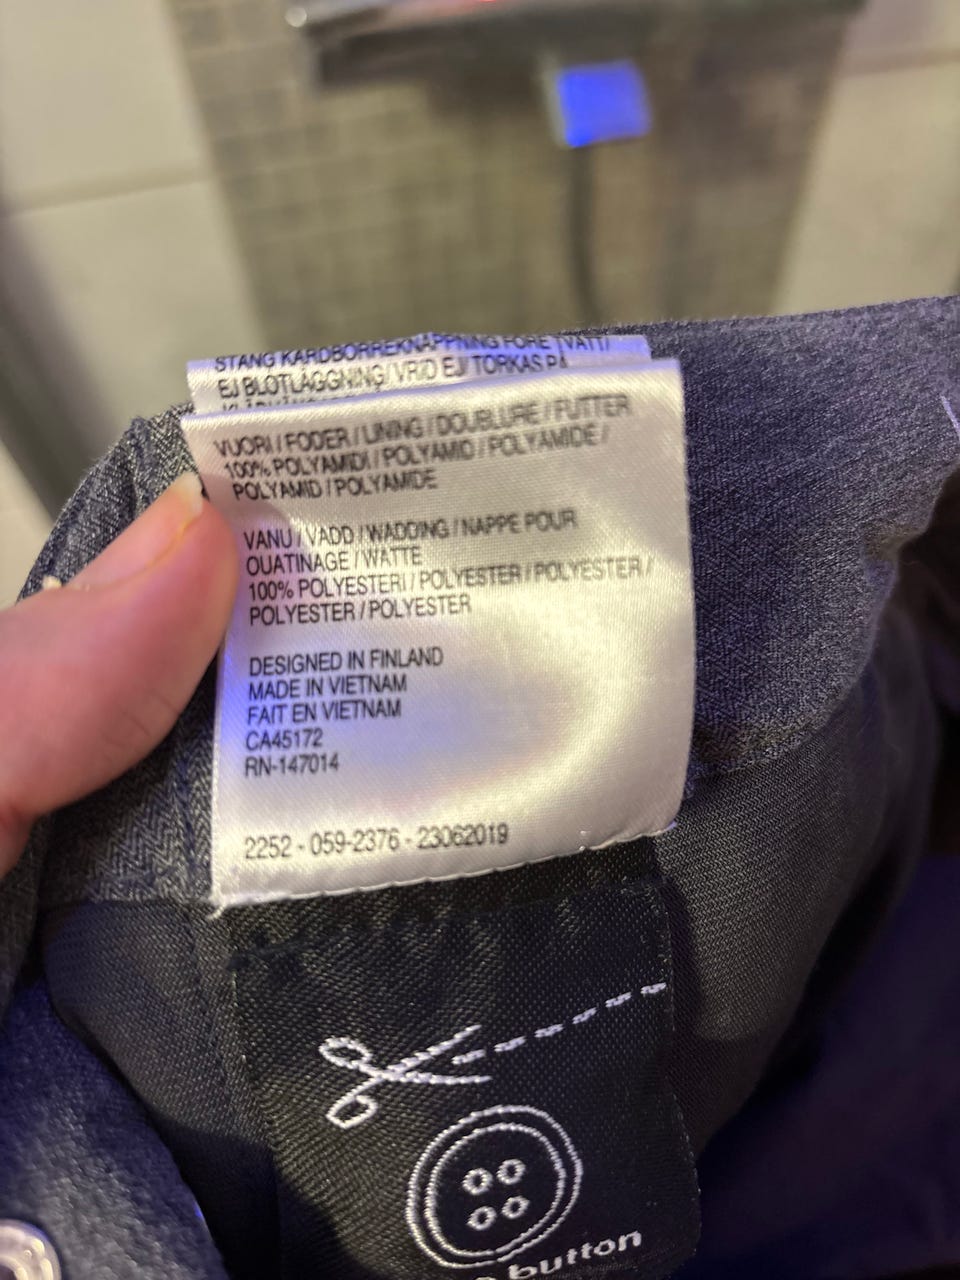 STÄNG KARDBORREKNÄPPNING FÖRE TVÄTT/
EJ BLÖTLÄGGNING/VRID EJ/ TORKAS PÅ
VUORI / FODER / LINING / DOUBLURE / FUTTER
100% POLYAMIDI / POLYAMID / POLYAMIDE /
POLYAMID / POLYAMIDE
VANU / VADD / WADDING / NAPPE POUR
OUATINAGE / WATTE
100% POLYESTERI / POLYESTER / POLYESTER /
POLYESTER / POLYESTER
DESIGNED IN FINLAND
MADE IN VIETNAM
FAIT EN VIETNAM
CA45172
RN-147014
2252 - 059-2376 - 23062019
button